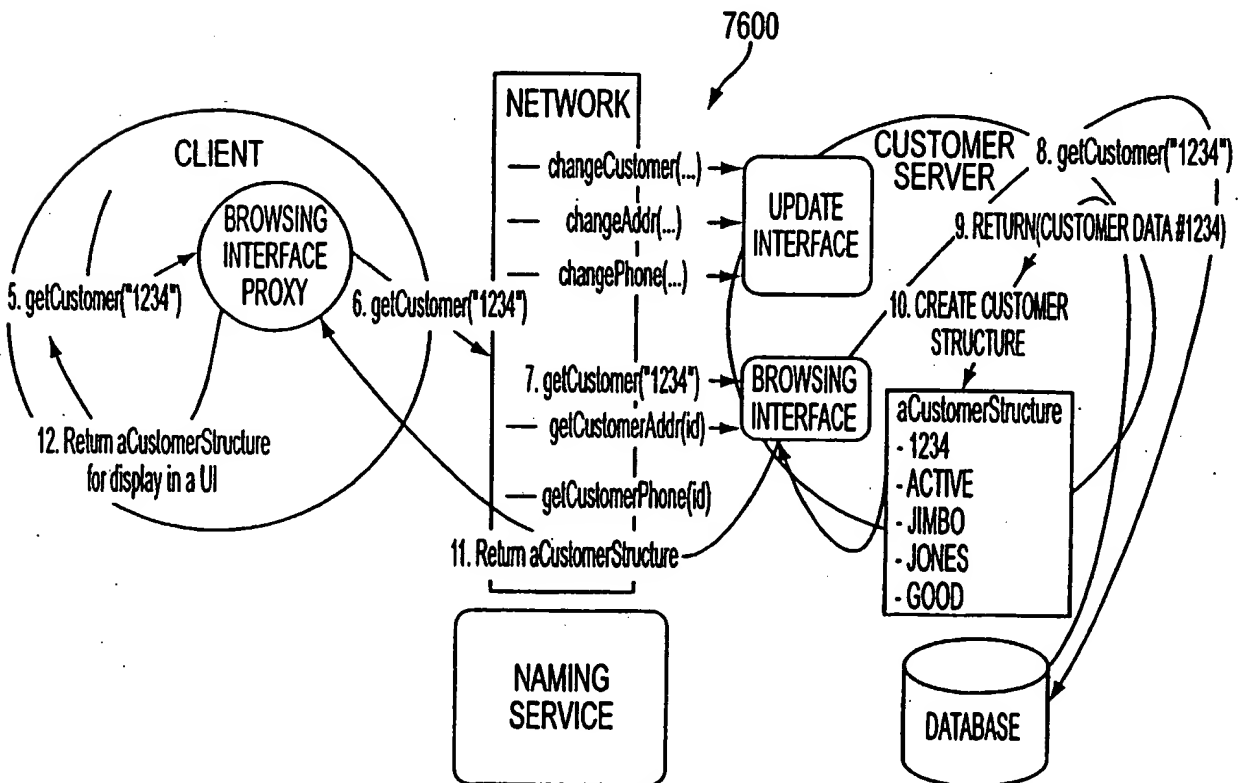 7600
NETWORK
CLIENT
BROWSING
INTERFACE
PROXY
5. getCustomer("1234")
6. getCustomer("1234")
12. Return aCustomerStructure
for display in a UI
changeCustomer(...)
changeAddr(...)
changePhone(...)
7. getCustomer("1234")
getCustomerAddr(id)
getCustomerPhone(id)
11. Return aCustomerStructure
NAMING
SERVICE
UPDATE
INTERFACE
BROWSING
INTERFACE
CUSTOMER
SERVER
8. getCustomer("1234")
9. RETURN(CUSTOMER DATA #1234)
10. CREATE CUSTOMER
STRUCTURE
aCustomerStructure
- 1234
- ACTIVE
- JIMBO
- JONES
- GOOD
DATABASE